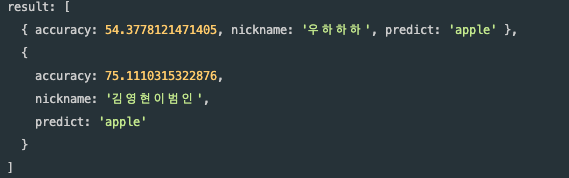 result: [
{ accuracy: 54.3778121471405, nickname: '우하하하', predict: 'apple' },
{
accuracy: 75.1110315322876,
nickname: '김영현이범인',
predict: 'apple'
}
]